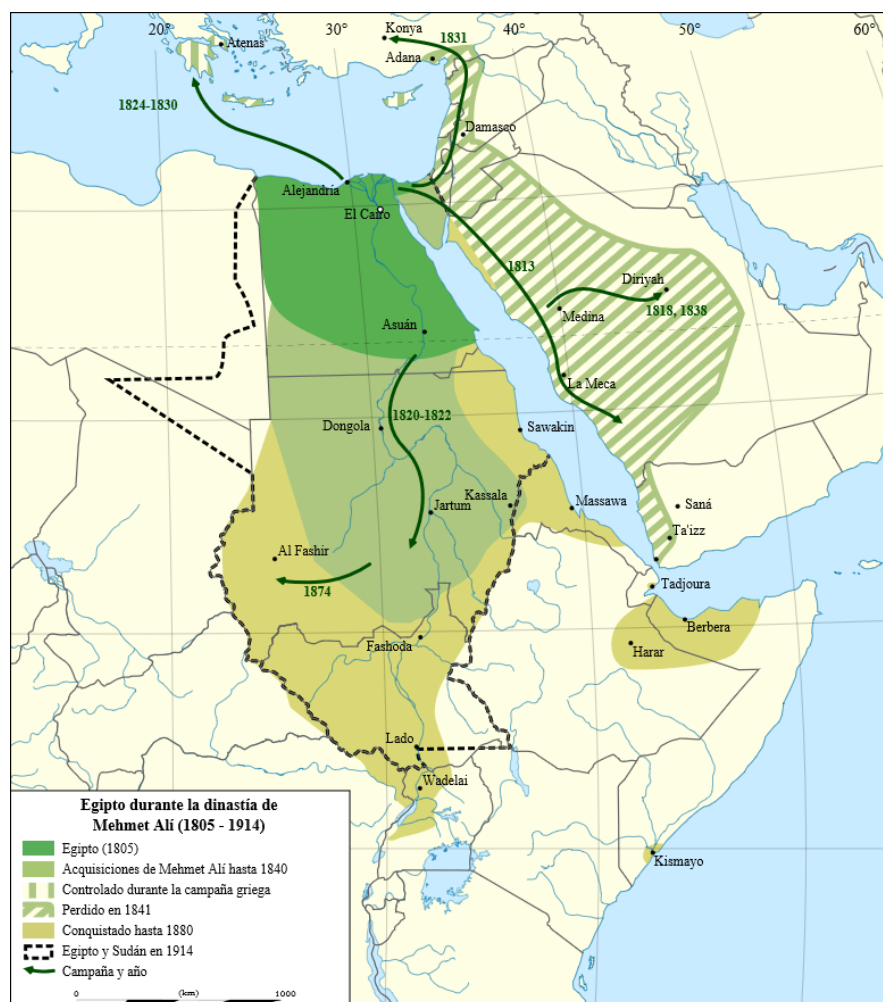 20°
30°
40°
50°
60°
Konya
1831
Atenas
Adana
1824-1830
Damasco
Alejandría
El Cairo
1813
Diriyah
1818, 1838
Medina
Asuán
La Meca
1820-1822
Dongola
Sawakin
Kassala
Massawa
Saná
Jartum
Ta'izz
Al Fashir
Tadjoura
1874
Berbera
Fashoda
Harar
Lado
Wadelai
Kismayo
Egipto durante la dinastía de
Mehmet Alí (1805 - 1914)
Egipto (1805)
Acquisiciones de Mehmet Alí hasta 1840
Controlado durante la campaña griega
Perdido en 1841
Conquistado hasta 1880
Egipto y Sudán en 1914
Campaña y año
0 (km) 1000